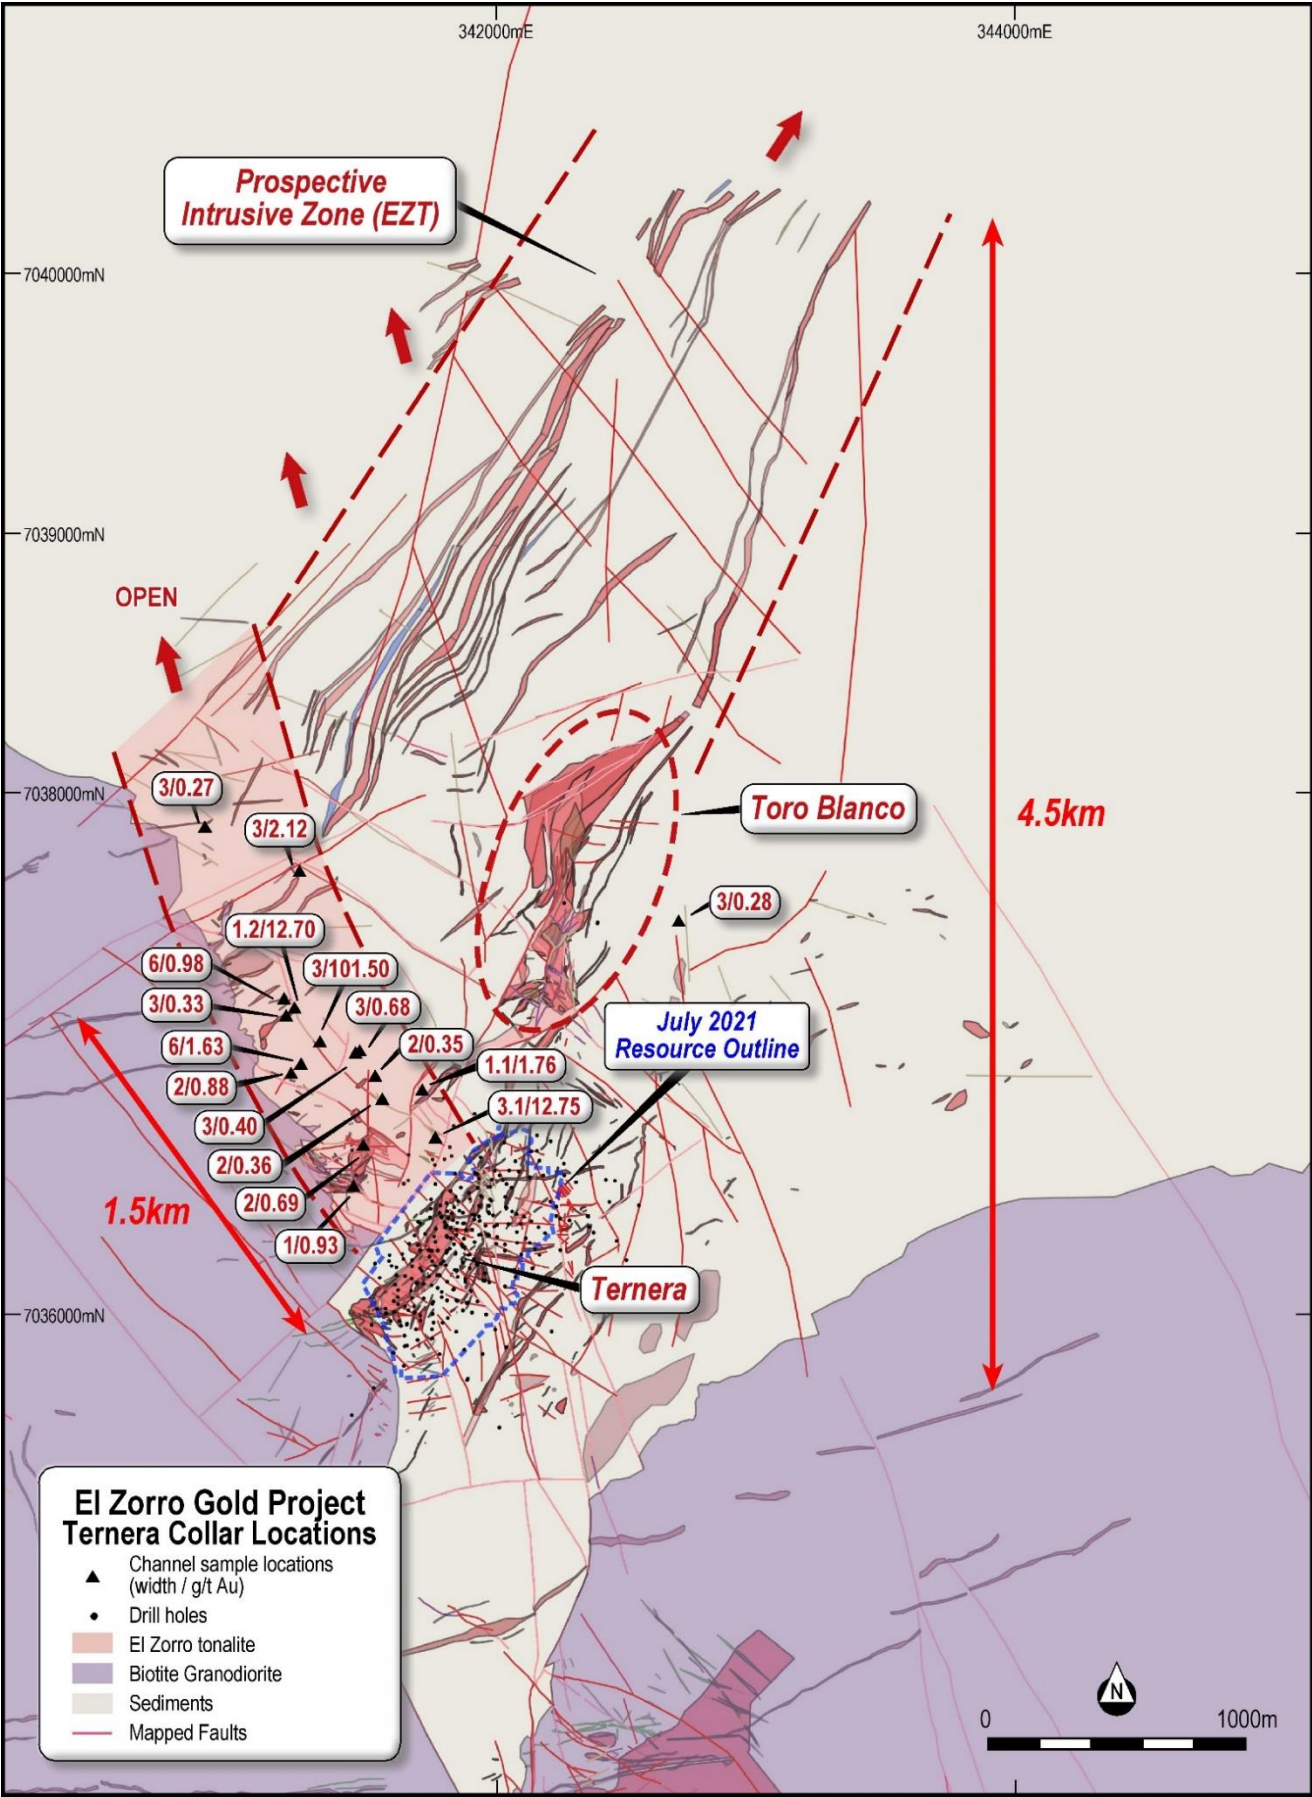 342000mE
344000mE
Prospective
Intrusive Zone (EZT)
7040000mN
7039000mN
OPEN
3/0.27
7038000mN
Toro Blanco
4.5km
3/2.12
3/0.28
1.2/12.70
6/0.98
3/101.50
3/0.33
3/0.68
July 2021
Resource Outline
6/1.63
2/0.35
1.1/1.76
2/0.88
3.1/12.75
3/0.40
2/0.36
2/0.69
1.5km
1/0.93
Ternera
7036000mN
El Zorro Gold Project
Ternera Collar Locations
Channel sample locations
(width / g/t Au)
Drill holes
El Zorro tonalite
Biotite Granodiorite
Sediments
Mapped Faults
N
0
1000m